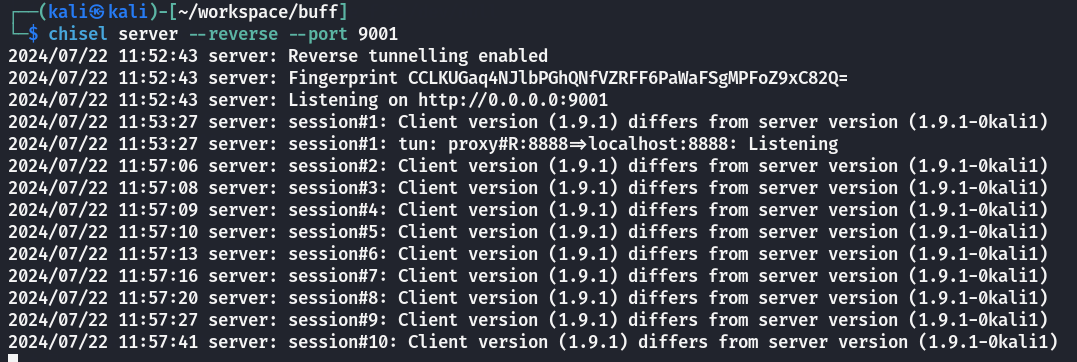 ┌──(kali㉿kali)-[~/workspace/buff]
└─$ chisel server --reverse --port 9001
2024/07/22 11:52:43 server: Reverse tunnelling enabled
2024/07/22 11:52:43 server: Fingerprint CCLKUGaq4NJlbPGhQNfVZRFF6PaWaFSgMPFoZ9xC82Q=
2024/07/22 11:52:43 server: Listening on http://0.0.0.0:9001
2024/07/22 11:53:27 server: session#1: Client version (1.9.1) differs from server version (1.9.1-0kali1)
2024/07/22 11:53:27 server: session#1: tun: proxy#R:8888=>localhost:8888: Listening
2024/07/22 11:57:06 server: session#2: Client version (1.9.1) differs from server version (1.9.1-0kali1)
2024/07/22 11:57:08 server: session#3: Client version (1.9.1) differs from server version (1.9.1-0kali1)
2024/07/22 11:57:09 server: session#4: Client version (1.9.1) differs from server version (1.9.1-0kali1)
2024/07/22 11:57:10 server: session#5: Client version (1.9.1) differs from server version (1.9.1-0kali1)
2024/07/22 11:57:13 server: session#6: Client version (1.9.1) differs from server version (1.9.1-0kali1)
2024/07/22 11:57:16 server: session#7: Client version (1.9.1) differs from server version (1.9.1-0kali1)
2024/07/22 11:57:20 server: session#8: Client version (1.9.1) differs from server version (1.9.1-0kali1)
2024/07/22 11:57:27 server: session#9: Client version (1.9.1) differs from server version (1.9.1-0kali1)
2024/07/22 11:57:41 server: session#10: Client version (1.9.1) differs from server version (1.9.1-0kali1)